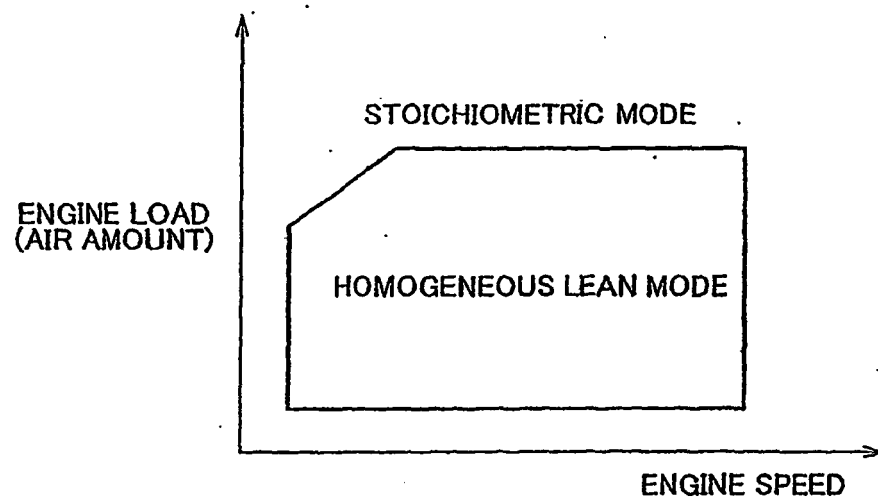 STOICHIOMETRIC MODE
ENGINE LOAD
(AIR AMOUNT)
HOMOGENEOUS LEAN MODE
ENGINE SPEED